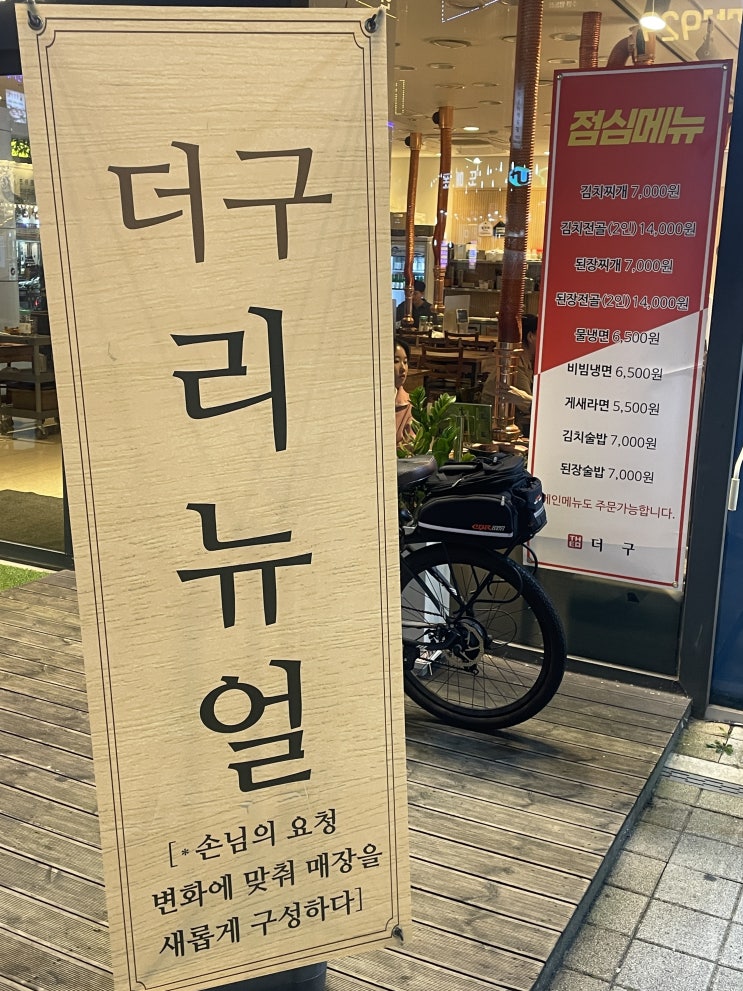 더구
리
뉴
얼
[*손님의 요청
변화에 맞춰 매장을
새롭게 구성하다]
점심메뉴
김치찌개 7,000원
김치전골(2인) 14,000원
된장찌개 7,000원
된장전골(2인) 14,000원
물냉면 6,500원
비빔냉면 6,500원
게새라면 5,500원
김치술밥 7,000원
된장술밥 7,000원
메인메뉴도 주문가능합니다.
더구